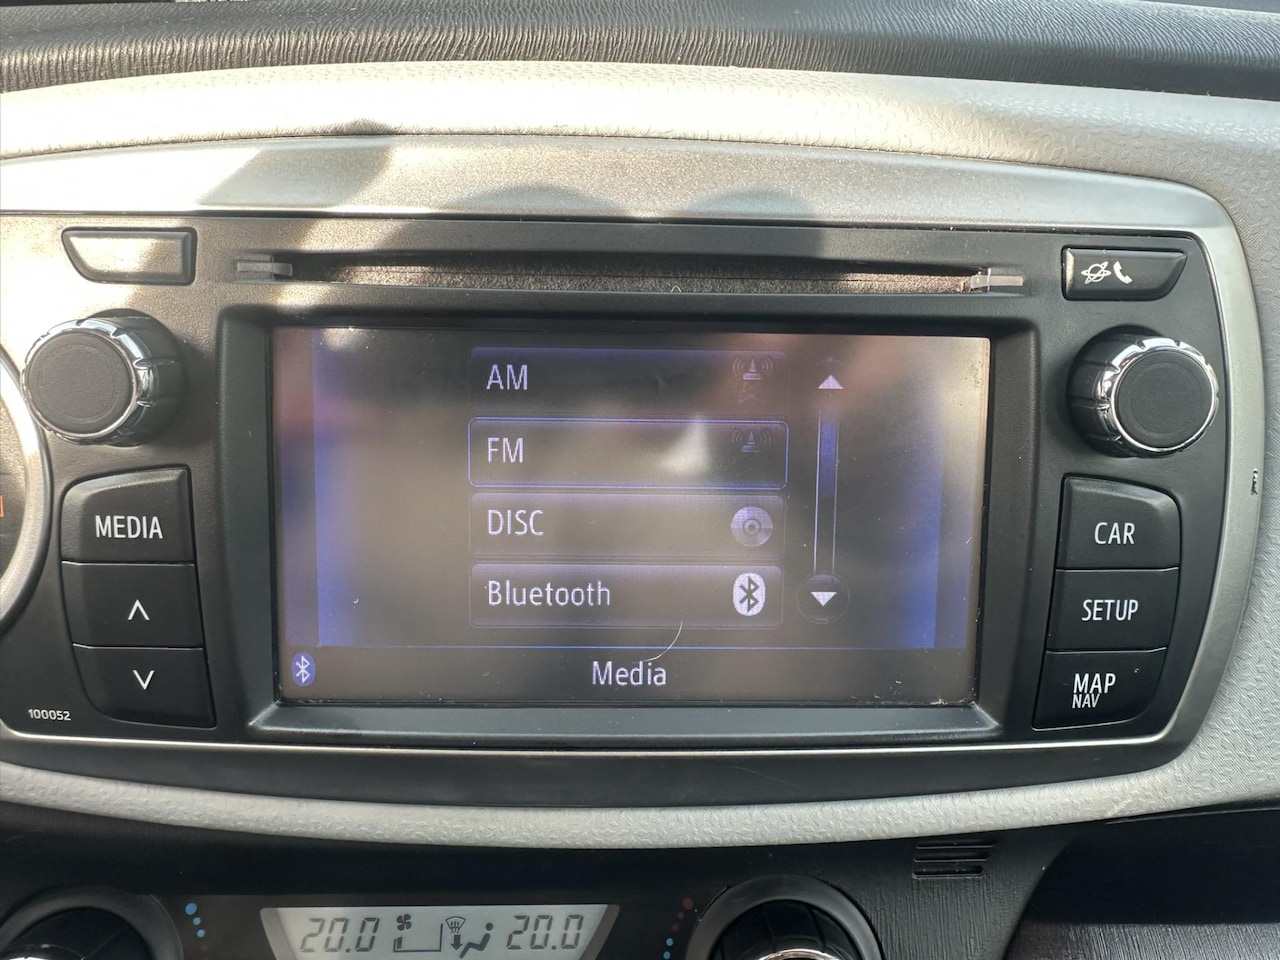 AM
FM
DISC
Bluetooth
Media
MEDIA
100052
CAR
SETUP
MAP
NAV
20.0
20.0